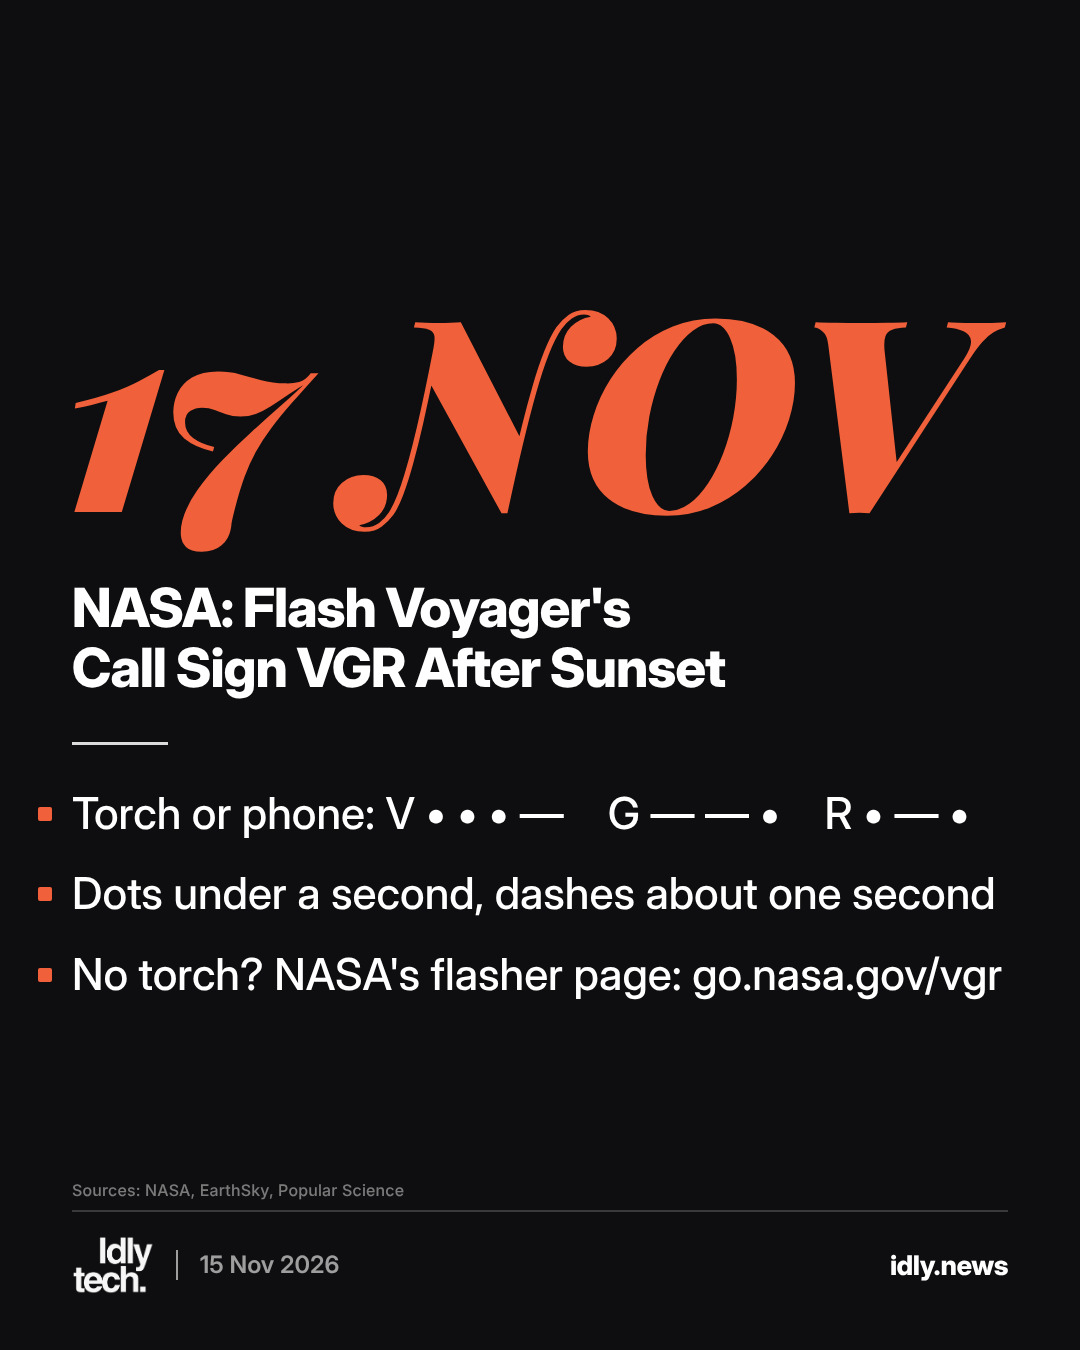 17 NOV
NASA: Flash Voyager's
Call Sign VGR After Sunset
Torch or phone: V • • • — G — — • R • — •
Dots under a second, dashes about one second
No torch? NASA's flasher page: go.nasa.gov/vgr
Sources: NASA, EarthSky, Popular Science
Idly
tech.
15 Nov 2026
idly.news